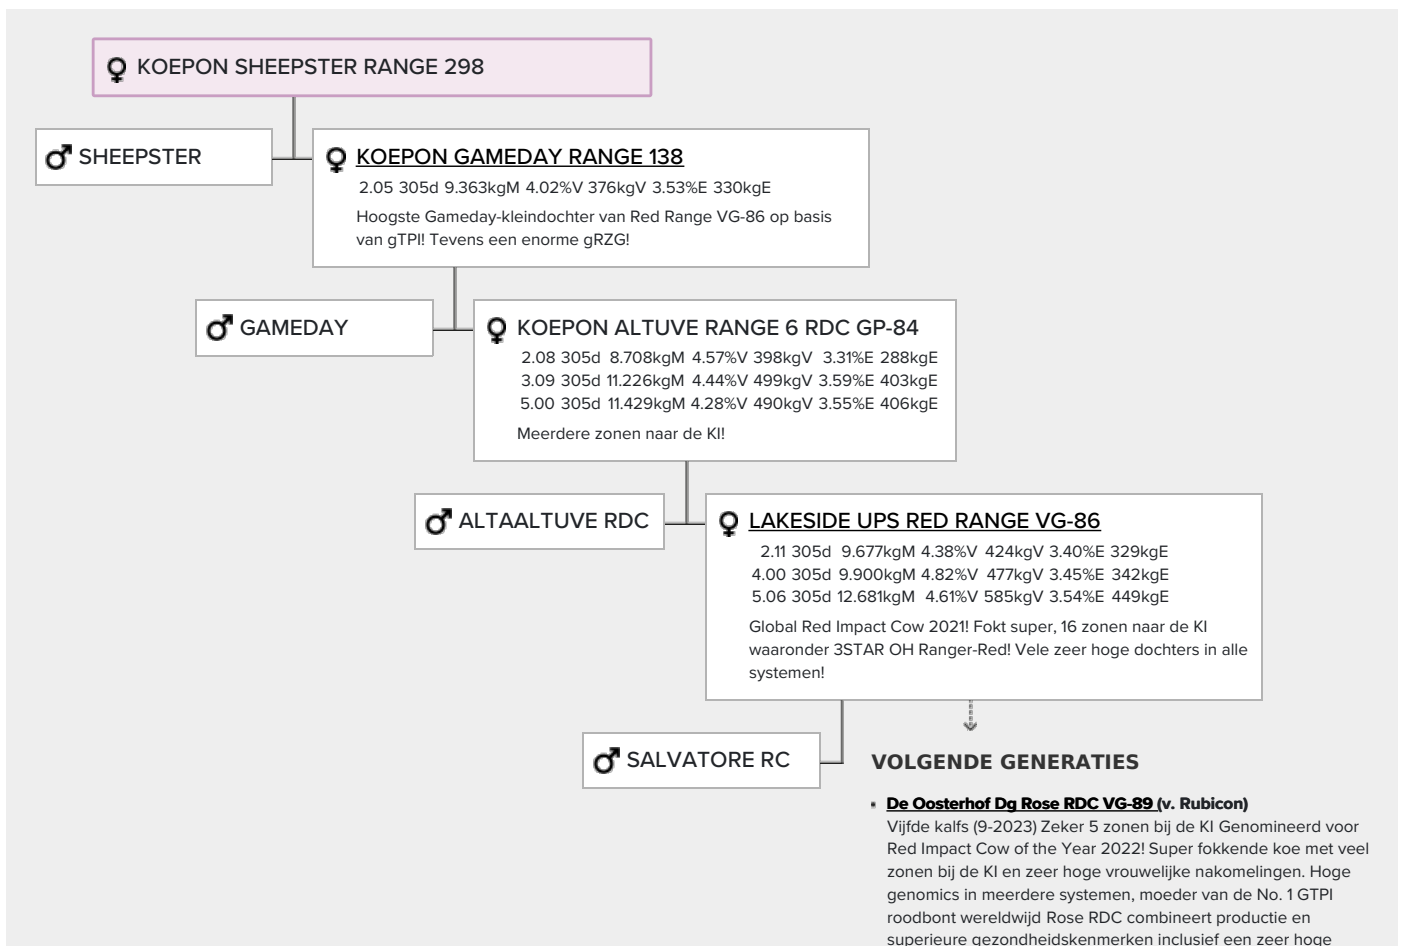 KOEPON SHEEPSTER RANGE 298
SHEEPSTER
KOEPON GAMEDAY RANGE 138
2.05 305d 9.363kgM 4.02%V 376kgV 3.53%E 330kgE
Hoogste Gameday-kleindochter van Red Range VG-86 op basis
van gTPI! Tevens een enorme gRZG!
GAMEDAY
KOEPON ALTUVE RANGE 6 RDC GP-84
2.08 305d 8.708kgM 4.57%V 398kgV 3.31%E 288kgE
3.09 305d 11.226kgM 4.44%V 499kgV 3.59%E 403kgE
5.00 305d 11.429kgM 4.28%V 490kgV 3.55%E 406kgE
Meerdere zonen naar de KI!
ALTAALTUVE RDC
LAKESIDE UPS RED RANGE VG-86
2.11 305d 9.677kgM 4.38%V 424kgV 3.40%E 329kgE
4.00 305d 9.900kgM 4.82%V 477kgV 3.45%E 342kgE
5.06 305d 12.681kgM 4.61%V 585kgV 3.54%E 449kgE
Global Red Impact Cow 2021! Fokt super, 16 zonen naar de KI
waaronder 3STAR OH Ranger-Red! Vele zeer hoge dochters in alle
systemen!
SALVATORE RC
VOLGENDE GENERATIES
De Oosterhof Dg Rose RDC VG-89 (v. Rubicon)
Vijfde kalfs (9-2023) Zeker 5 zonen bij de KI Genomineerd voor
Red Impact Cow of the Year 2022! Super fokkende koe met veel
zonen bij de KI en zeer hoge vrouwelijke nakomelingen. Hoge
genomics in meerdere systemen, moeder van de No. 1 GTPI
roodbont wereldwijd Rose RDC combineert productie en
superieure gezondheidskenmerken inclusief een zeer hoge